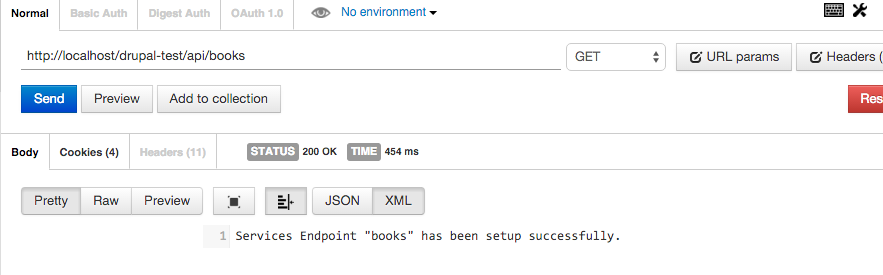 Normal Basic Auth Digest Auth OAuth 1.0 No environment
http://localhost/drupal-test/api/books GET URL params Headers (
Send Preview Add to collection Res
Body Cookies (4) Headers (11) STATUS 200 OK TIME 454 ms
Pretty Raw Preview JSON XML
1 Services Endpoint "books" has been setup successfully.